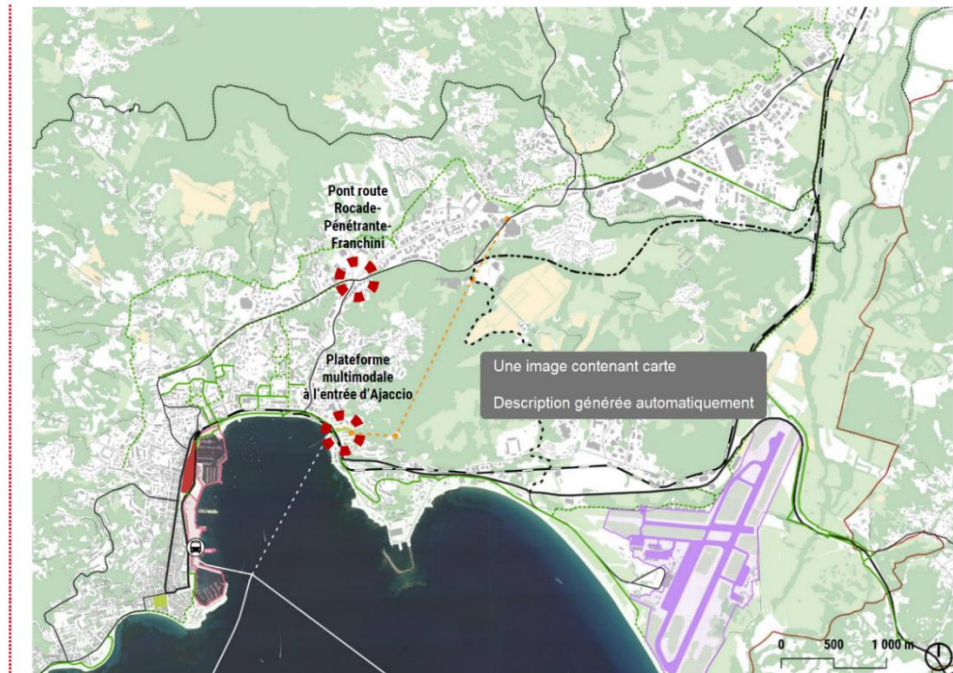 Pont route
Rocade-
Pénétrante-
Franchini
Plateforme
multimodale
à l'entrée d'Ajaccio
Une image contenant carte
Description générée automatiquement
0 500 1 000 m